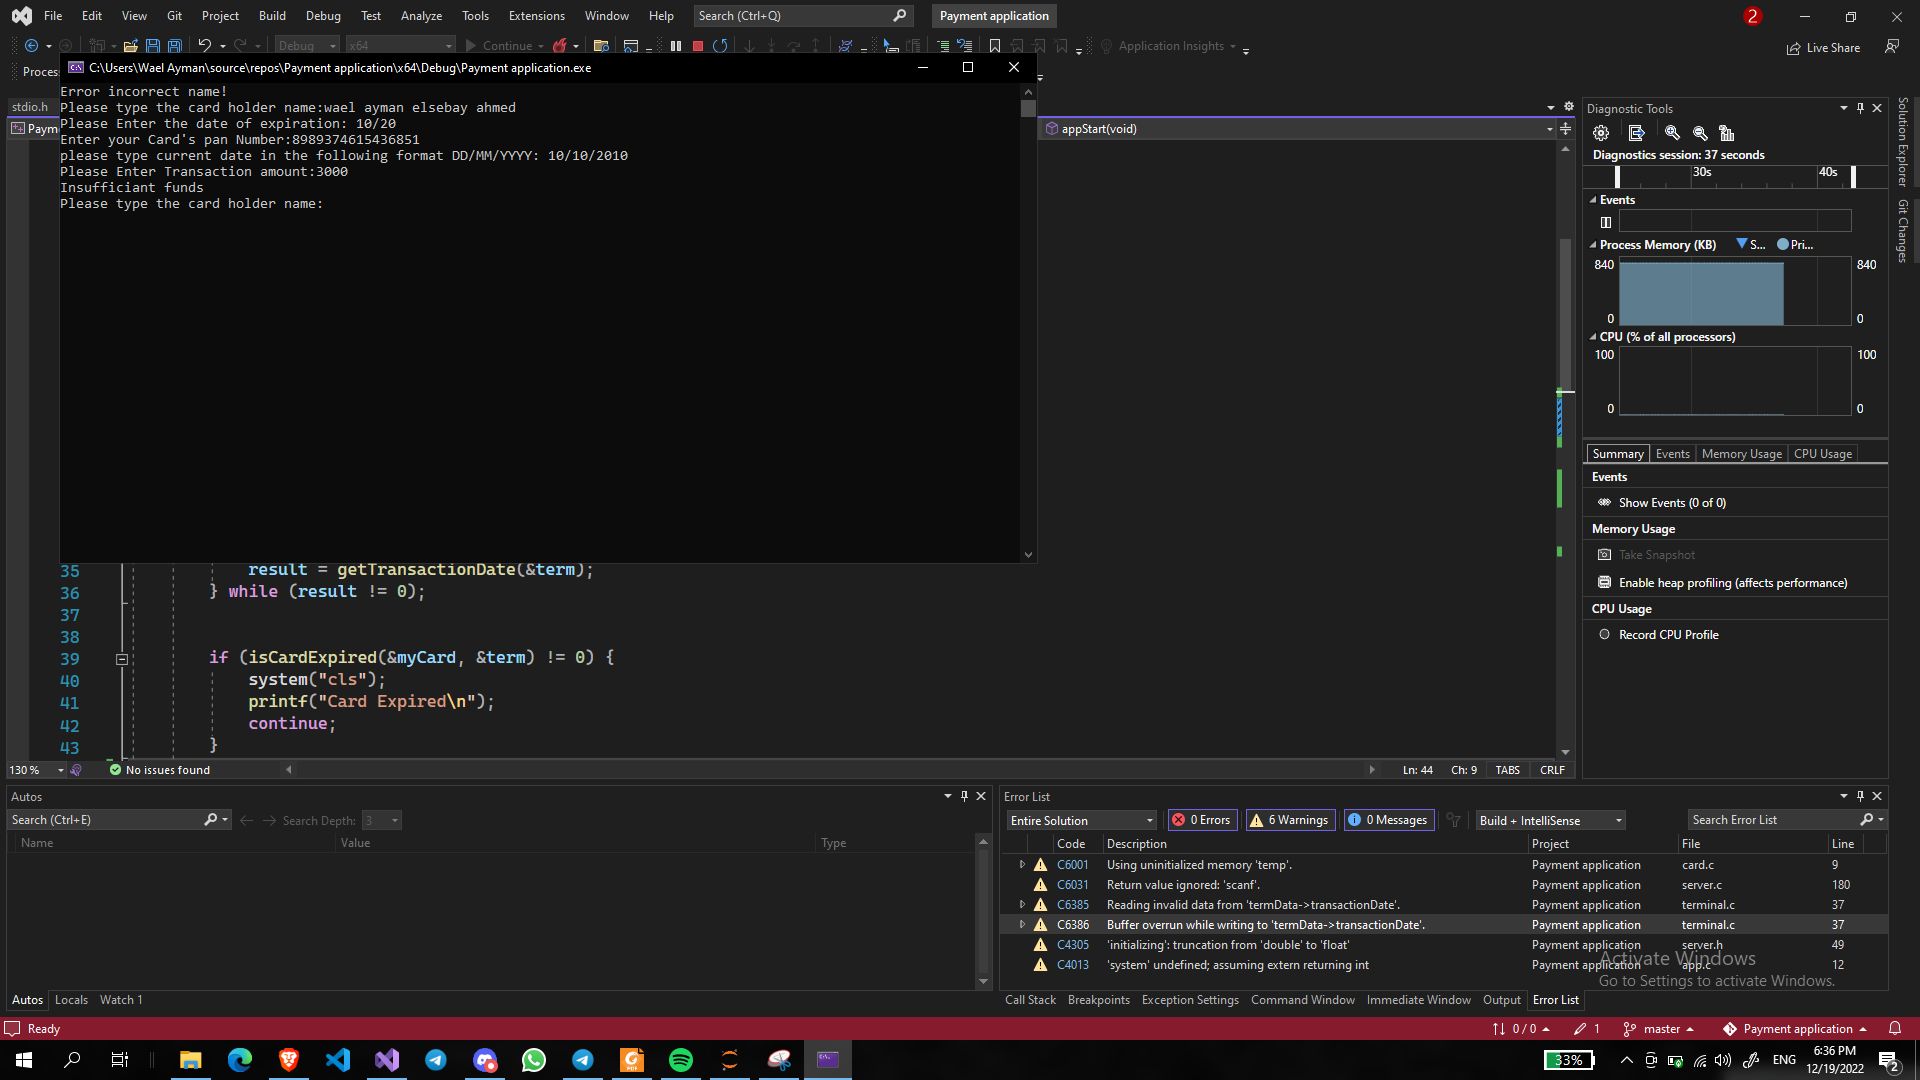 File Edit View Git Project Build Debug Test Analyze Tools Extensions Window Help Search (Ctrl+Q) Payment application 2
Debug x64 Continue Application Insights Live Share
Proces
C:\Users\Wael Ayman\source\repos\Payment application\x64\Debug\Payment application.exe
Error incorrect name!
Please type the card holder name:wael ayman elsebay ahmed
Please Enter the date of expiration: 10/20
Enter your Card's pan Number:8989374615436851
please type current date in the following format DD/MM/YYYY: 10/10/2010
Please Enter Transaction amount:3000
Insufficiant funds
Please type the card holder name:
stdio.h
Paym
appStart(void)
35 result = getTransactionDate(&term);
36 } while (result != 0);
37
38
39 if (isCardExpired(&myCard, &term) != 0) {
40 system("cls");
41 printf("Card Expired\n");
42 continue;
43 }
130 % No issues found Ln: 44 Ch: 9 TABS CRLF
Diagnostic Tools
Diagnostics session: 37 seconds
30s 40s
Events
Process Memory (KB) S... Pri...
840 840
0 0
CPU (% of all processors)
100 100
0 0
Summary Events Memory Usage CPU Usage
Events
Show Events (0 of 0)
Memory Usage
Take Snapshot
Enable heap profiling (affects performance)
CPU Usage
Record CPU Profile
Solution Explorer
Git Changes
Autos
Search (Ctrl+E) Search Depth: 3
Name Value Type
Autos Locals Watch 1
Error List
Entire Solution 0 Errors 6 Warnings 0 Messages Build + IntelliSense Search Error List
Code Description Project File Line
C6001 Using uninitialized memory 'temp'. Payment application card.c 9
C6031 Return value ignored: 'scanf'. Payment application server.c 180
C6385 Reading invalid data from 'termData->transactionDate'. Payment application terminal.c 37
C6386 Buffer overrun while writing to 'termData->transactionDate'. Payment application terminal.c 37
C4305 'initializing': truncation from 'double' to 'float' Payment application server.h 49
C4013 'system' undefined; assuming extern returning int Payment application app.c 12
Activate Windows
Go to Settings to activate Windows.
Call Stack Breakpoints Exception Settings Command Window Immediate Window Output Error List
Ready 0 / 0 1 master Payment application
33% ENG 6:36 PM
12/19/2022 2